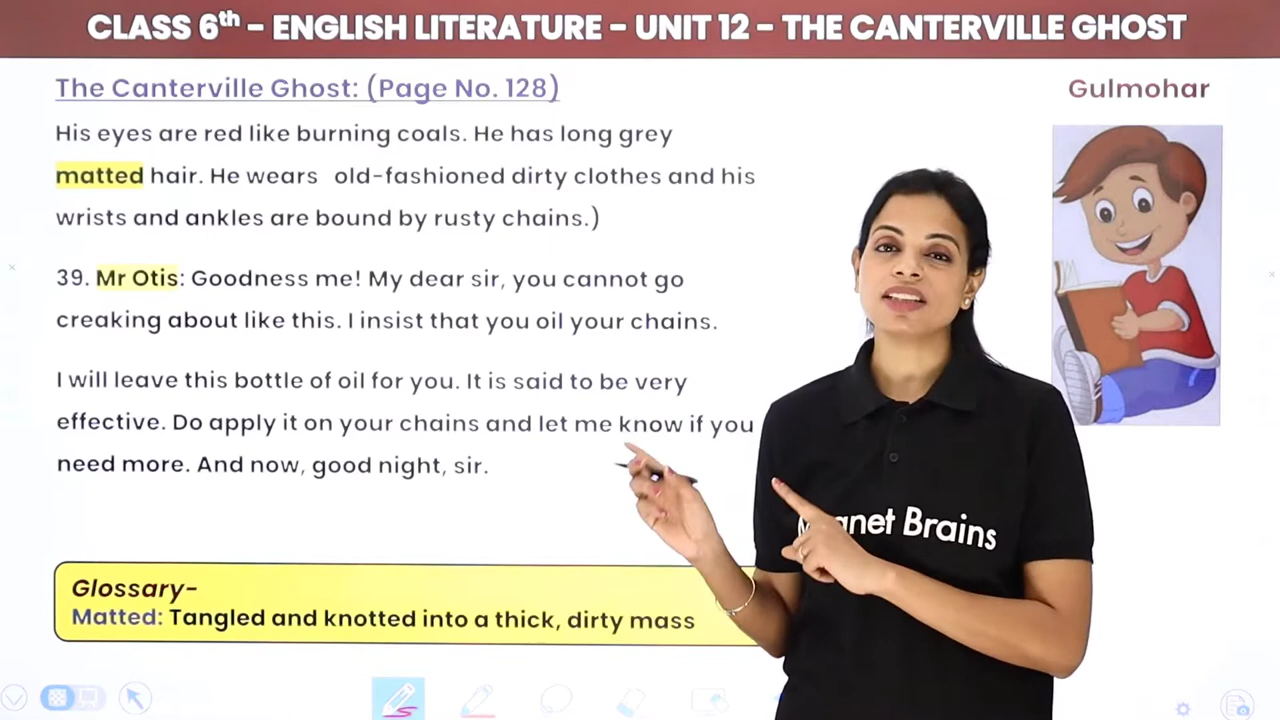 CLASS 6th – ENGLISH LITERATURE – UNIT 12 – THE CANTERVILLE GHOST
The Canterville Ghost: (Page No. 128)
Gulmohar
His eyes are red like burning coals. He has long grey
matted hair. He wears old-fashioned dirty clothes and his
wrists and ankles are bound by rusty chains.)
39. Mr Otis: Goodness me! My dear sir, you cannot go
creaking about like this. I insist that you oil your chains.
I will leave this bottle of oil for you. It is said to be very
effective. Do apply it on your chains and let me know if you
need more. And now, good night, sir.
Brains
Glossary-
Matted: Tangled and knotted into a thick, dirty mass